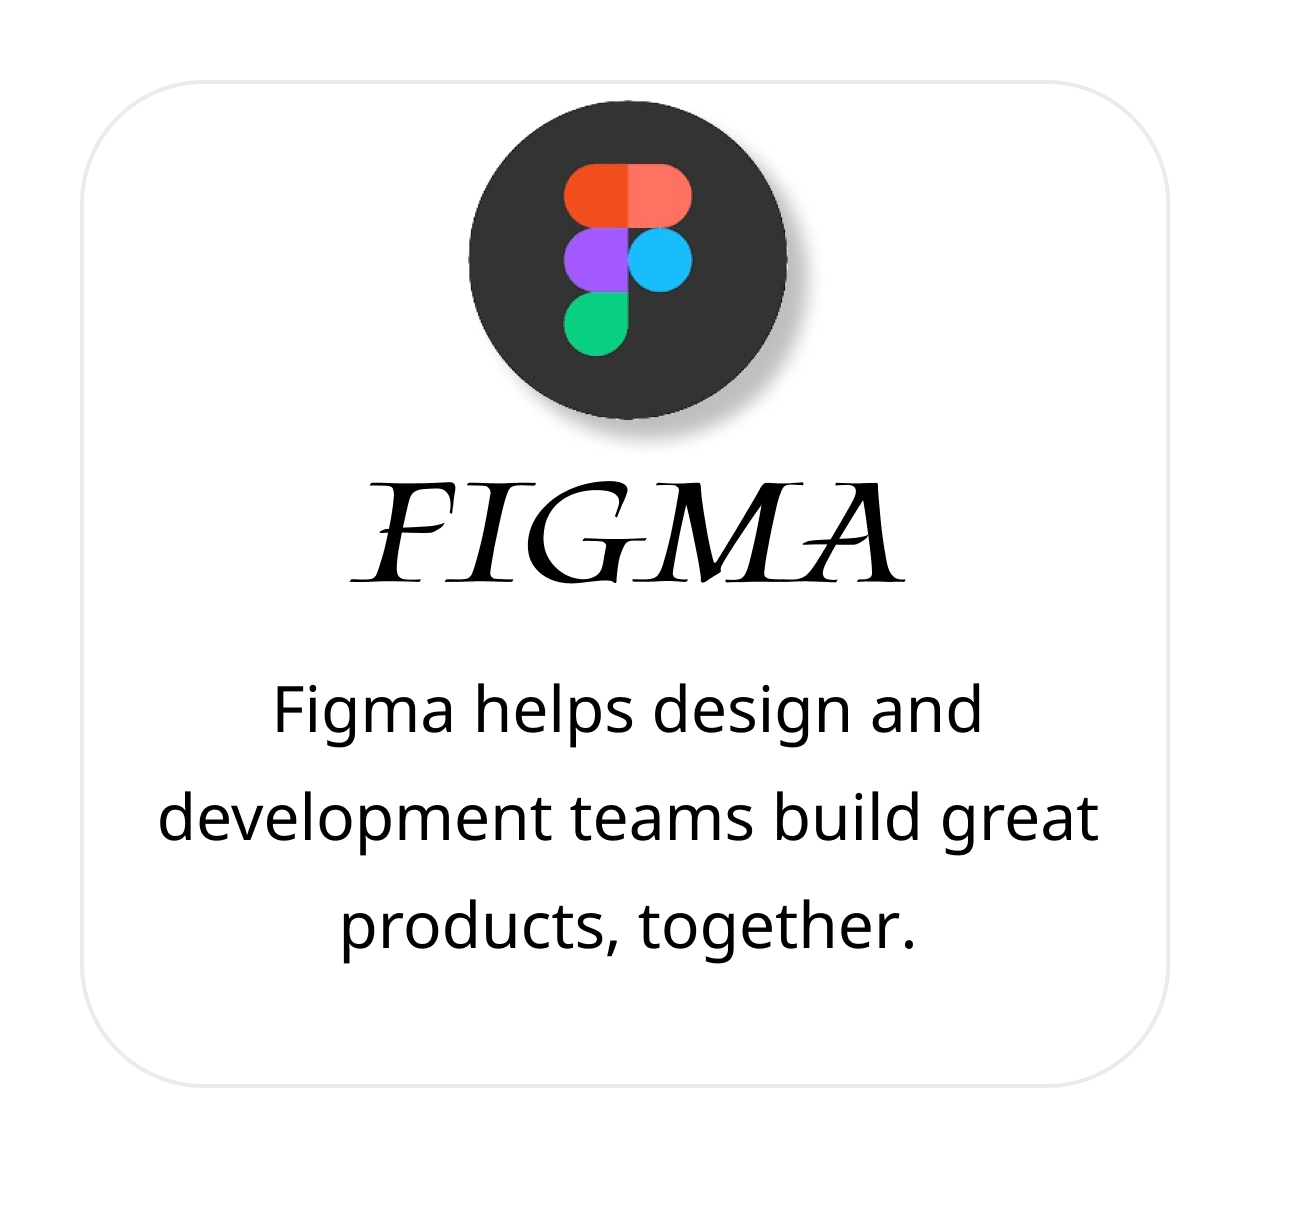 FIGMA
Figma helps design and
development teams build great
products, together.